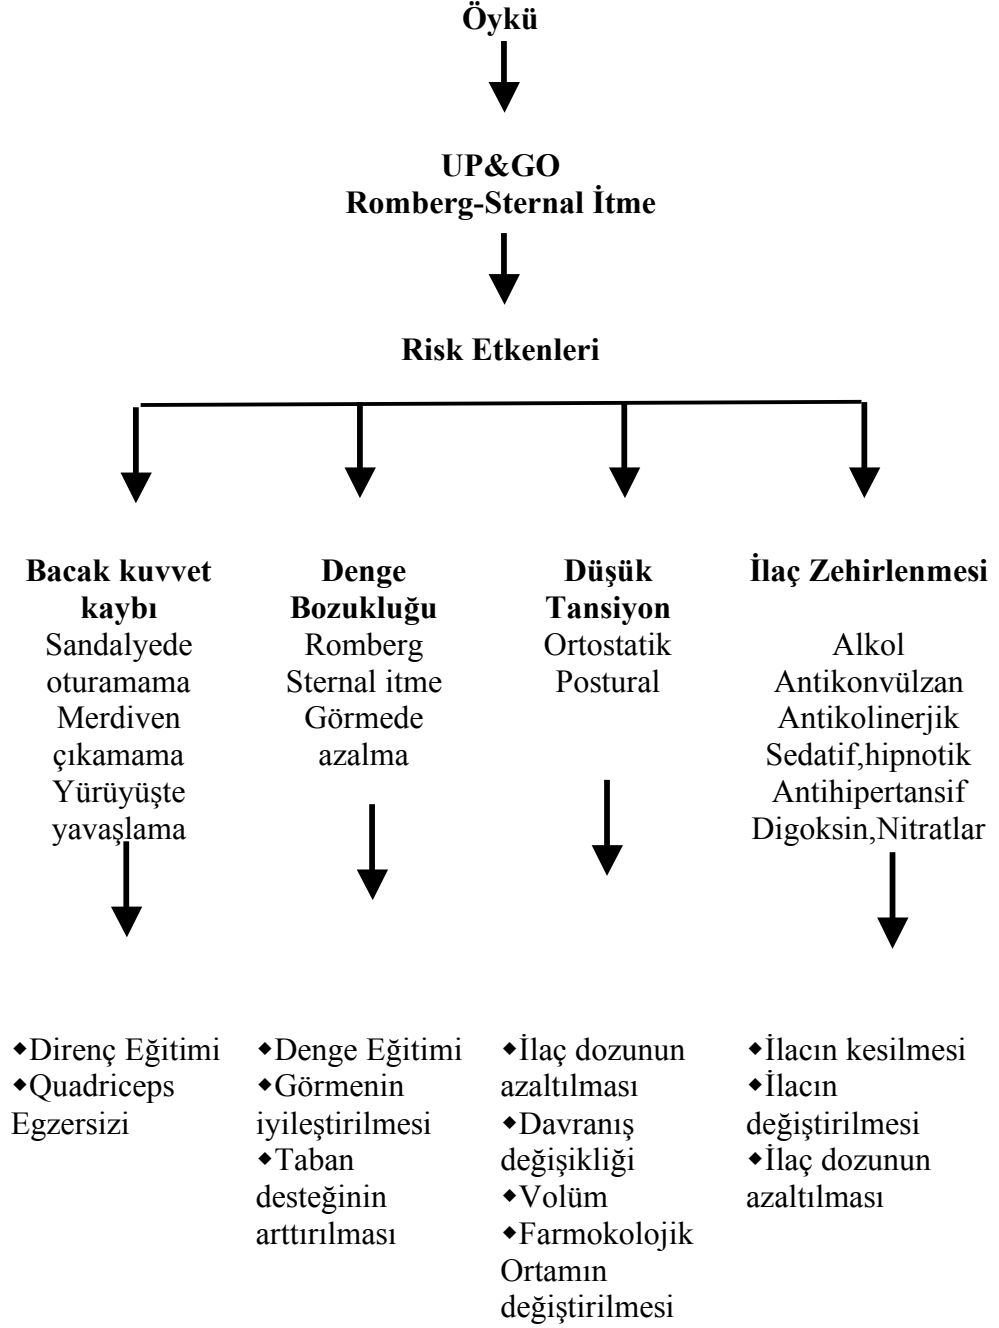 Öykü
UP&GO
Romberg-Sternal İtme
Risk Etkenleri
Bacak kuvvet
kaybı
Sandalyede
oturamama
Merdiven
çıkamama
Yürüyüşte
yavaşlama
Denge
Bozukluğu
Romberg
Sternal itme
Görmede
azalma
Düşük
Tansiyon
Ortostatik
Postural
İlaç Zehirlenmesi
Alkol
Antikonvülzan
Antikolinerjik
Sedatif,hipnotik
Antihipertansif
Digoksin,Nitratlar
◆Direnç Eğitimi
◆Quadriceps
Egzersizi
◆Denge Eğitimi
◆Görmenin
iyileştirilmesi
◆Taban
desteğinin
arttırılması
◆İlaç dozunun
azaltılması
◆Davranış
değişikliği
◆Volüm
◆Farmokolojik
Ortamın
değiştirilmesi
◆İlacın kesilmesi
◆İlacın
değiştirilmesi
◆İlaç dozunun
azaltılması